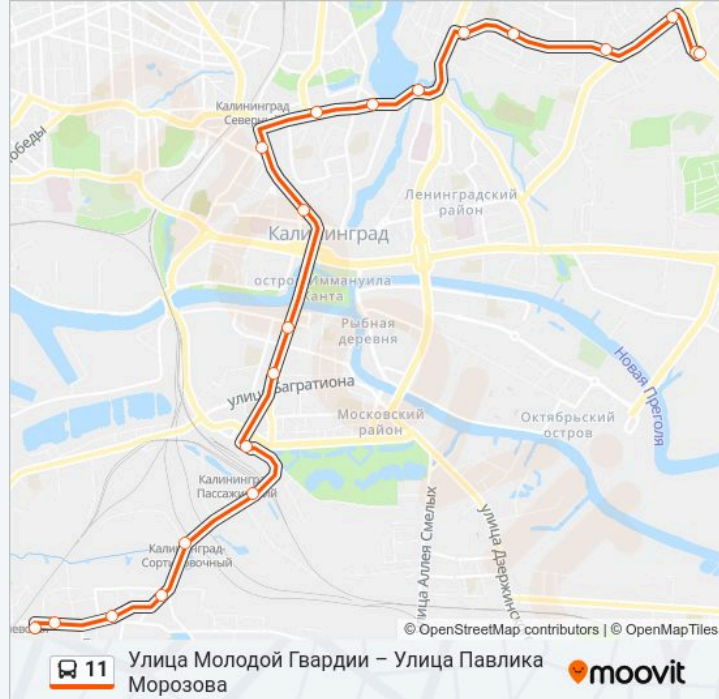 Калининград
Северный
Ленинградский
район
Калининград
остров Иммануила
Канта
Рыбная
деревня
Новая Преголя
улица Багратиона
Московский
район
Октябрьский
остров
Калининград
Пассажирский
улица Аллея Смелых
улица Дзержинс
Калининград-
Сортировочный
© OpenStreetMap contributors | © OpenMapTiles
11
Улица Молодой Гвардии – Улица Павлика
Морозова
moovit